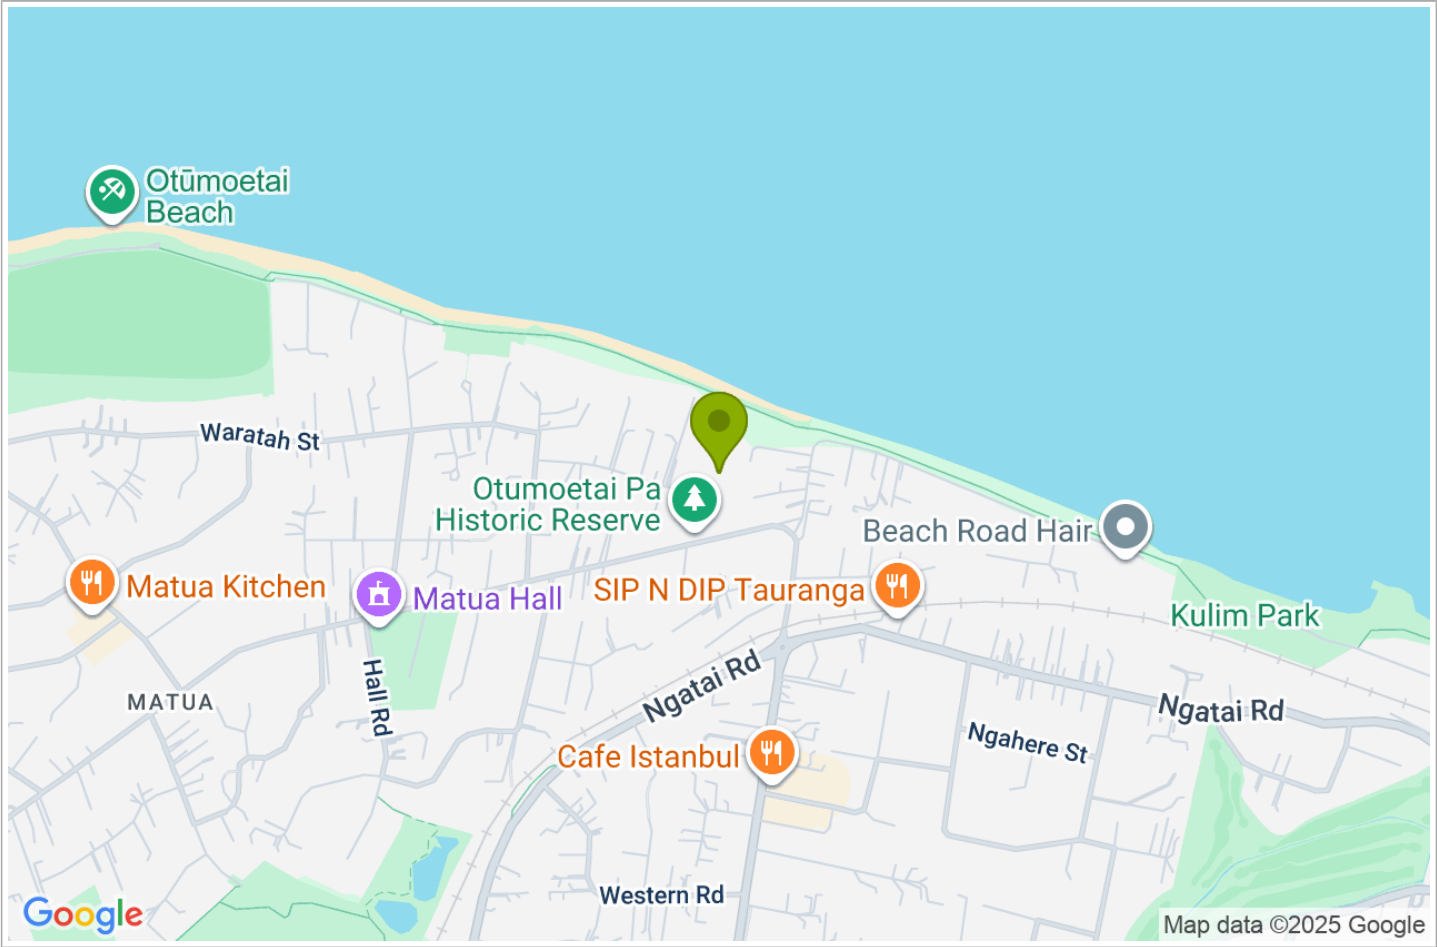 Otūmoetai
Beach
Waratah St
Otumoetai Pa
Historic Reserve
Beach Road Hair
Matua Kitchen
Matua Hall
SIP N DIP Tauranga
Kulim Park
Hall Rd
Ngatai Rd
MATUA
Ngatai Rd
Ngahere St
Cafe Istanbul
Western Rd
Google
Map data ©2025 Google